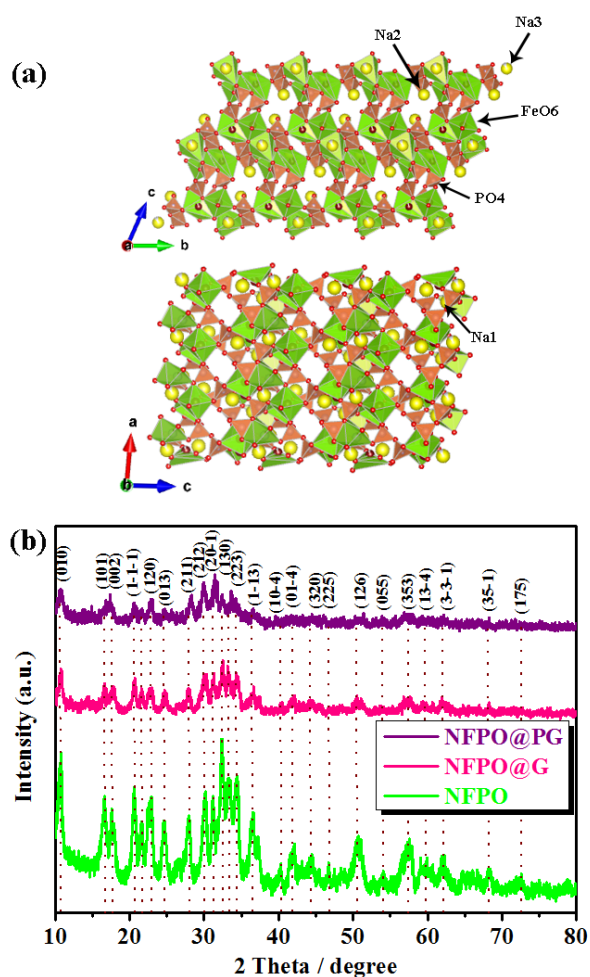 (a)
Na2
Na3
FeO6
PO4
c
a
b
Na1
a
b
c
(b)
(010)
(101)
(002)
(1-1-1)
(120)
(013)
(211)
(212)
(20-1)
(130)
(223)
(1-13)
(10-4)
(01-4)
(320)
(225)
(126)
(055)
(353)
(13-4)
(3-3-1)
(35-1)
(175)
Intensity (a.u.)
NFPO@PG
NFPO@G
NFPO
10 20 30 40 50 60 70 80
2 Theta / degree